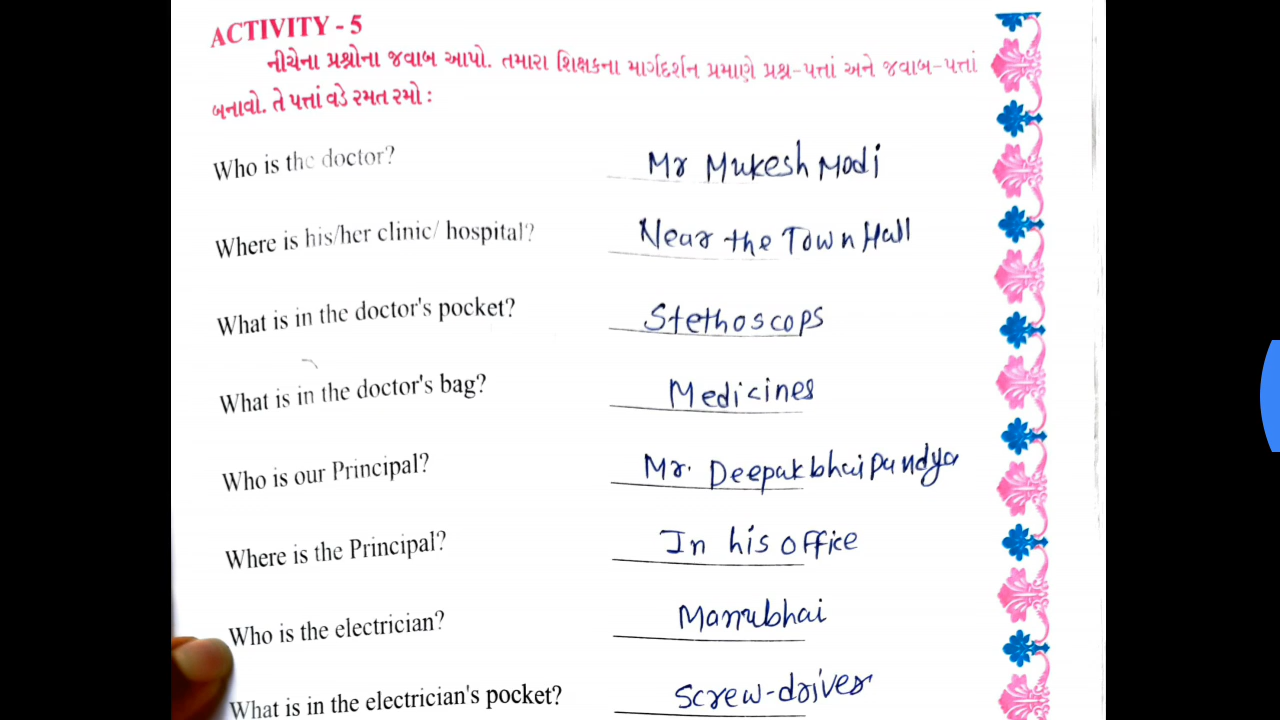 ACTIVITY - 5
નીચેના પ્રશ્નોના જવાબ આપો. તમારા શિક્ષકના માર્ગદર્શન પ્રમાણે પ્રશ્ન-પત્તાં અને જવાબ-પત્તાં
બનાવો. તે પત્તાં વડે રમત રમો :
Who is the doctor? Mr Mukesh Modi
Where is his/her clinic/ hospital? Near the Town Hall
What is in the doctor's pocket? Stethoscops
What is in the doctor's bag? Medicines
Who is our Principal? Mr. Deepakbhai Pandya
Where is the Principal? In his office
Who is the electrician? Manubhai
What is in the electrician's pocket? Screw-driver